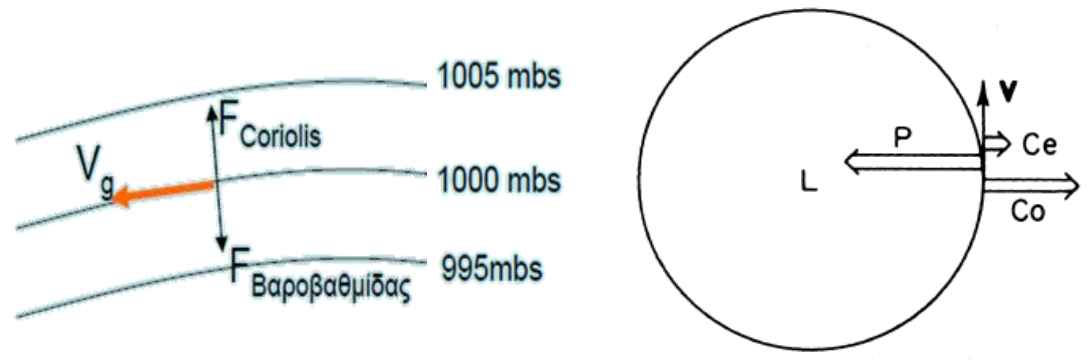 1005 mbs
F Coriolis
V g
1000 mbs
F Βαροβαθμίδας
995mbs
V
P
Ce
L
Co